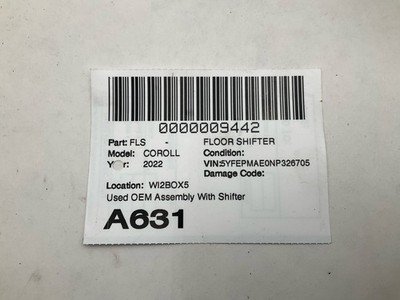 0000009442
Part: FLS - FLOOR SHIFTER
Model: COROLL Condition:
Year: 2022 VIN:5YFEPMAE0NP326705
Damage Code:
Location: WI2BOX5
Used OEM Assembly With Shifter
A631